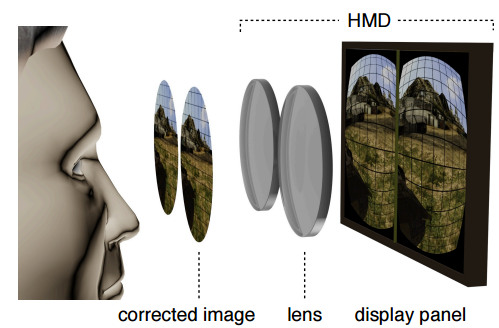 HMD
corrected image
lens
display panel